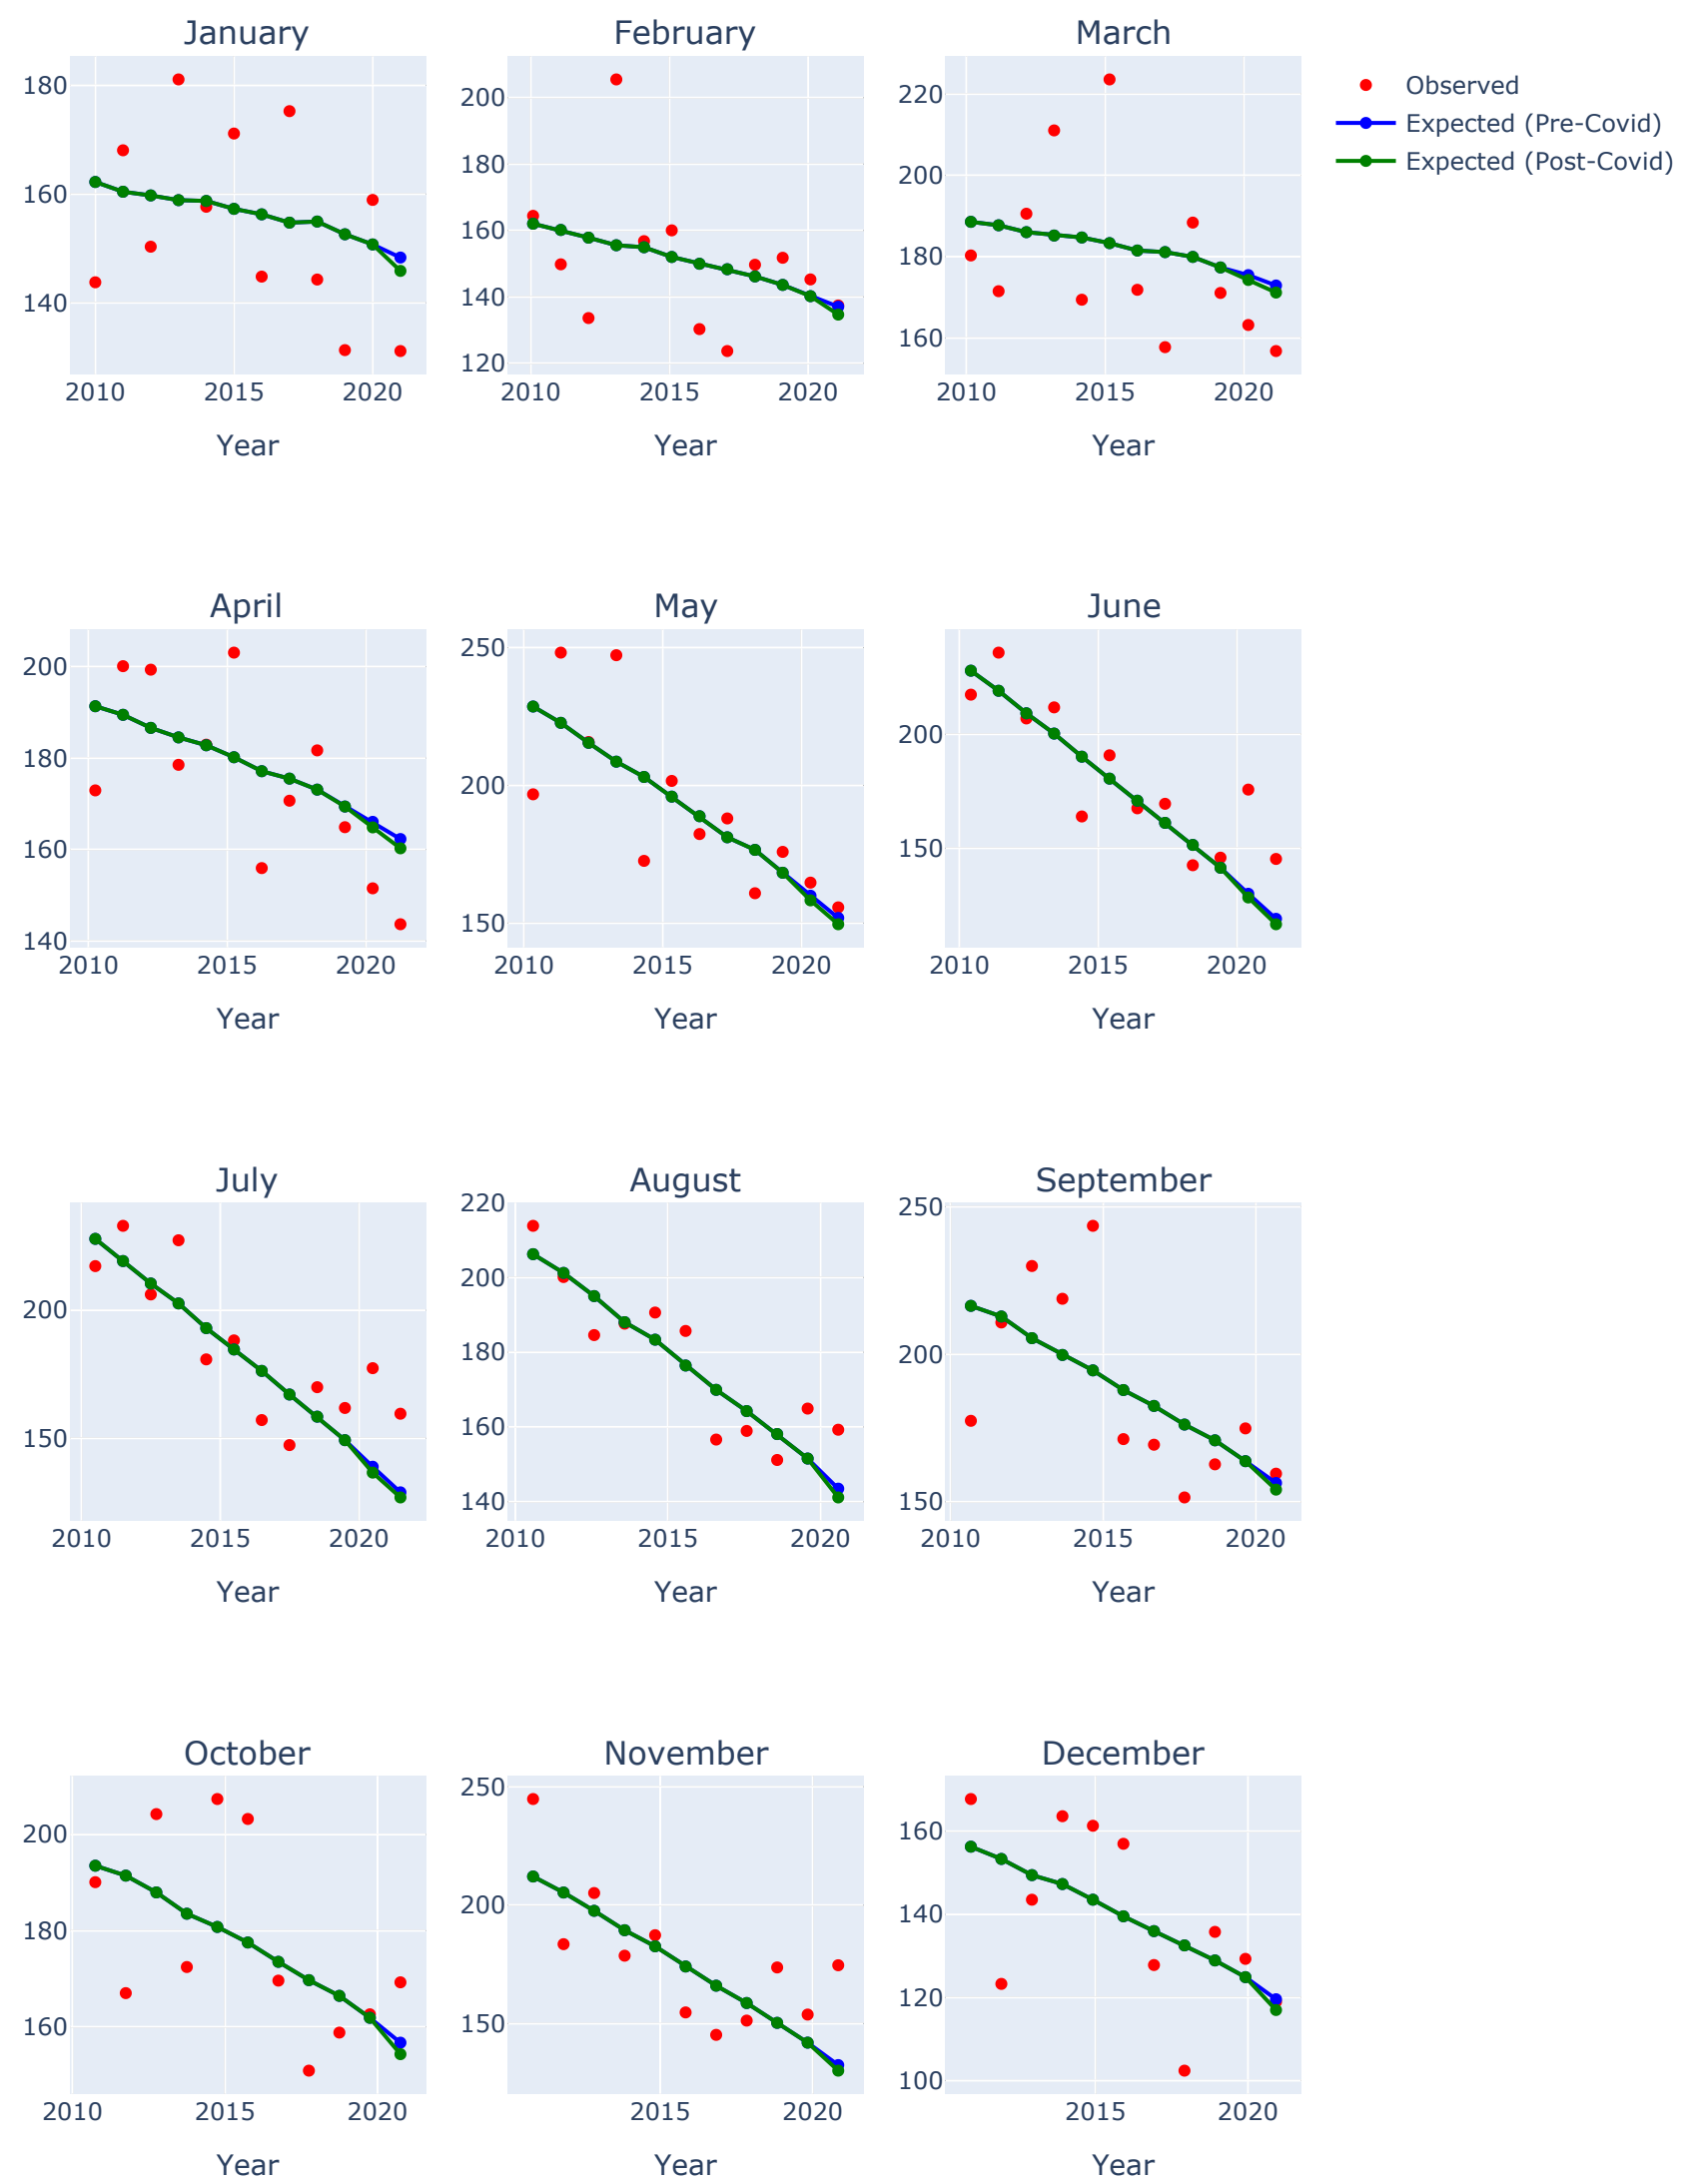 January February March
180
160
140
2010 2015 2020
Year
200
180
160
140
120
2010 2015 2020
Year
220
200
180
160
2010 2015 2020
Year
Observed
Expected (Pre-Covid)
Expected (Post-Covid)
April May June
200
180
160
140
2010 2015 2020
Year
250
200
150
2010 2015 2020
Year
200
150
2010 2015 2020
Year
July August September
200
150
2010 2015 2020
Year
220
200
180
160
140
2010 2015 2020
Year
250
200
150
2010 2015 2020
Year
October November December
200
180
160
2010 2015 2020
Year
250
200
150
2015 2020
Year
160
140
120
100
2015 2020
Year